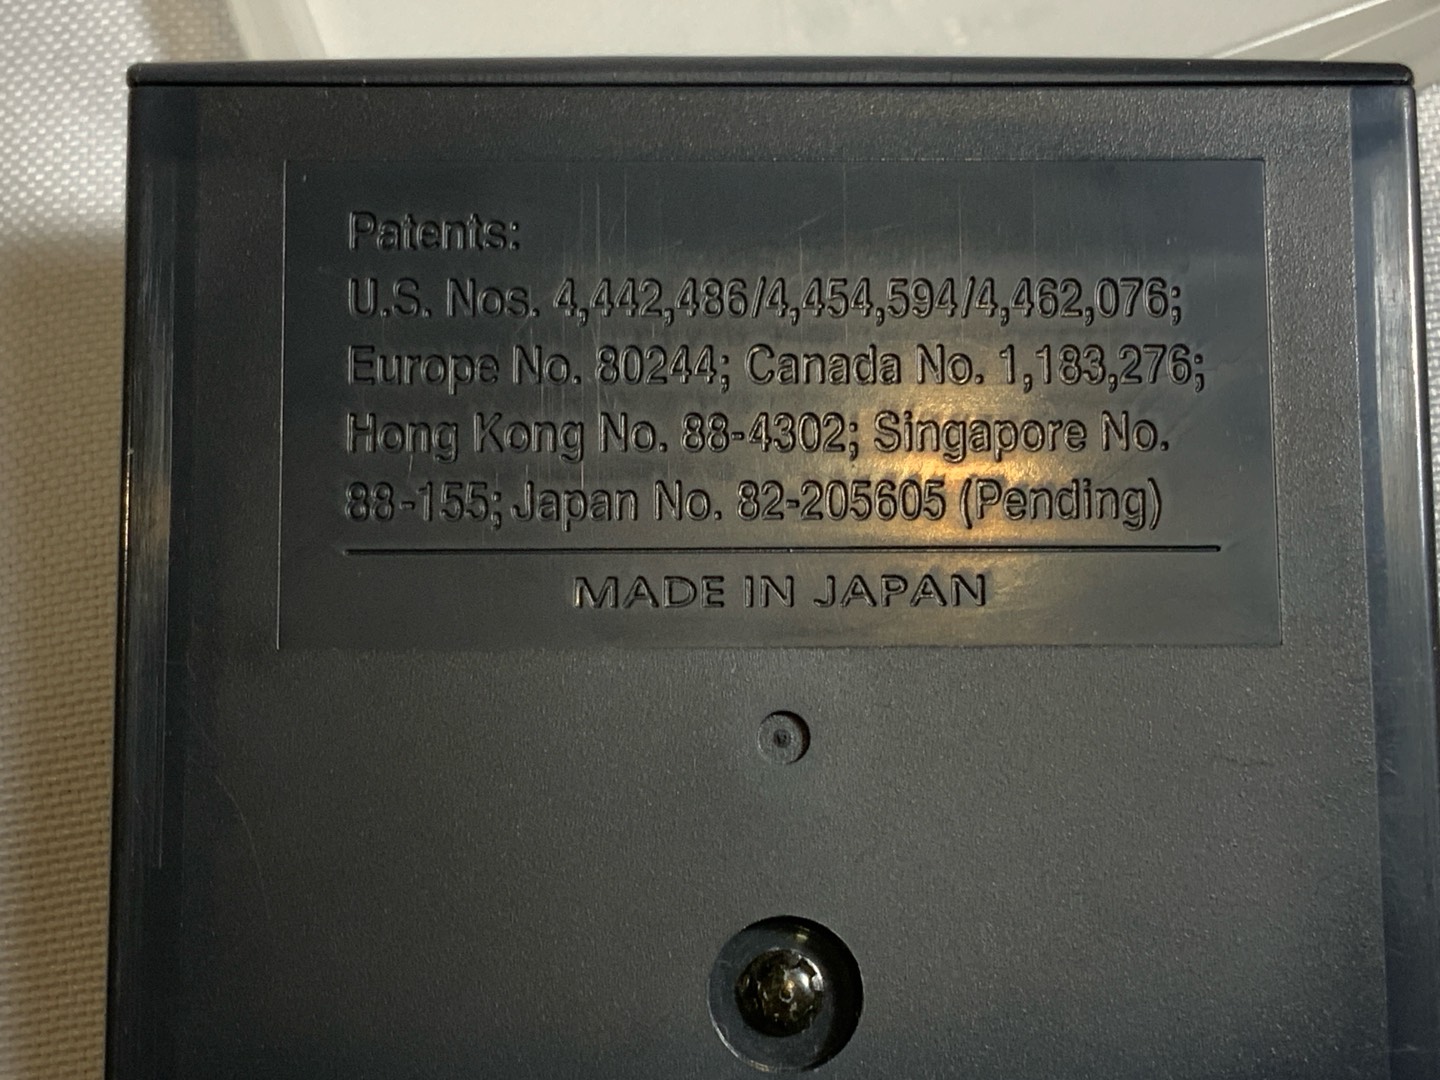 Patents:
U.S. Nos. 4,442,486/4,454,594/4,462,076;
Europe No. 80244; Canada No. 1,183,276;
Hong Kong No. 88-4302; Singapore No.
88-155; Japan No. 82-205605 (Pending)
MADE IN JAPAN